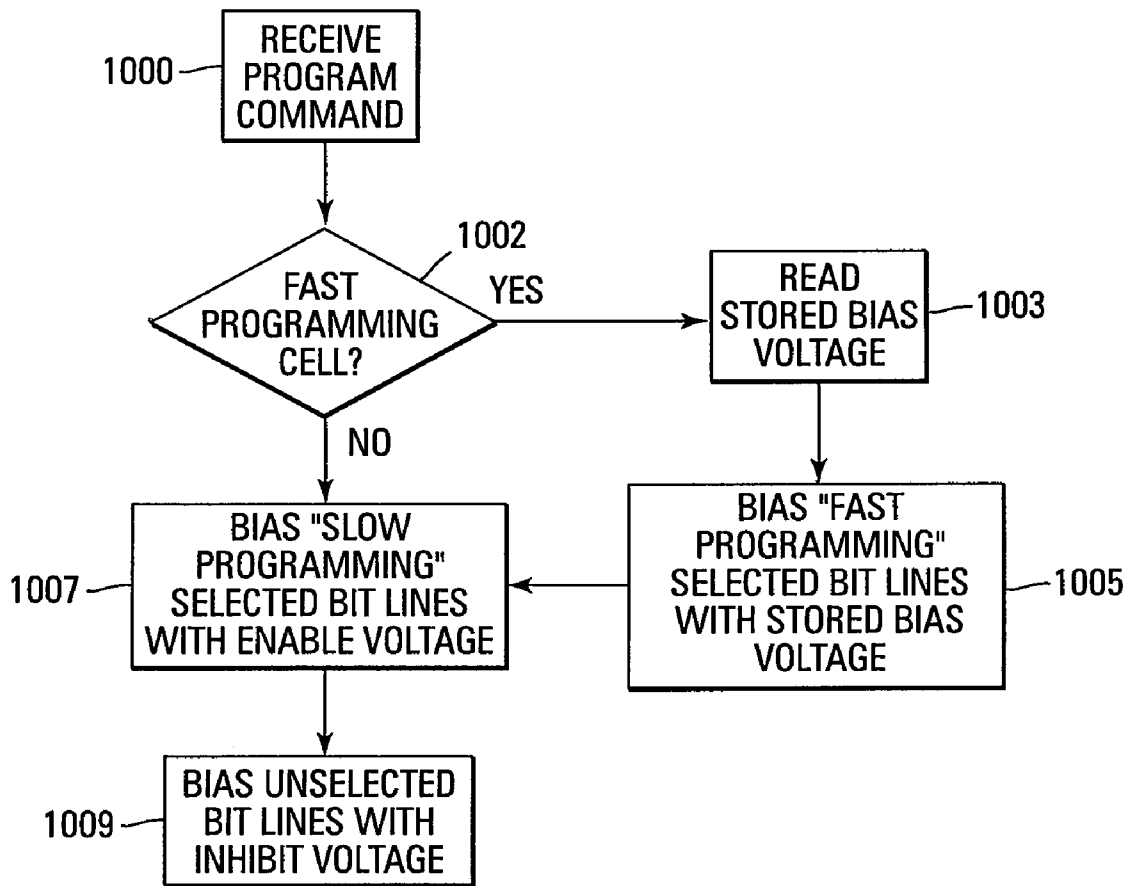 RECEIVE
PROGRAM
COMMAND
1000
1002
FAST
PROGRAMMING
CELL?
YES
NO
READ
STORED BIAS
VOLTAGE
1003
BIAS "FAST
PROGRAMMING"
SELECTED BIT LINES
WITH STORED BIAS
VOLTAGE
1005
BIAS "SLOW
PROGRAMMING"
SELECTED BIT LINES
WITH ENABLE VOLTAGE
1007
BIAS UNSELECTED
BIT LINES WITH
INHIBIT VOLTAGE
1009